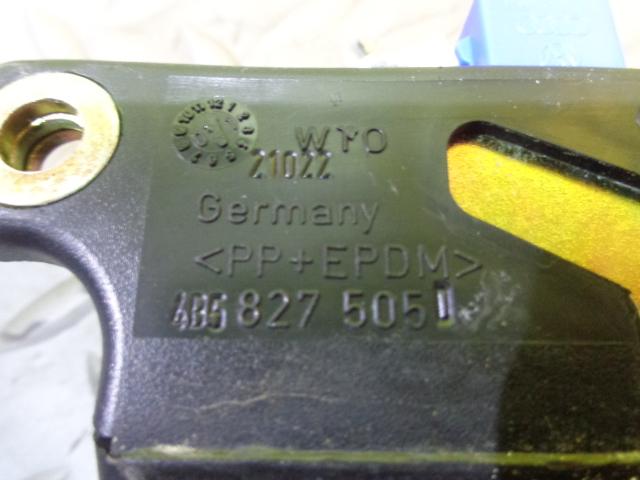 WYO
21022
Germany
<PP+EPDM>
4B5 827 505 D